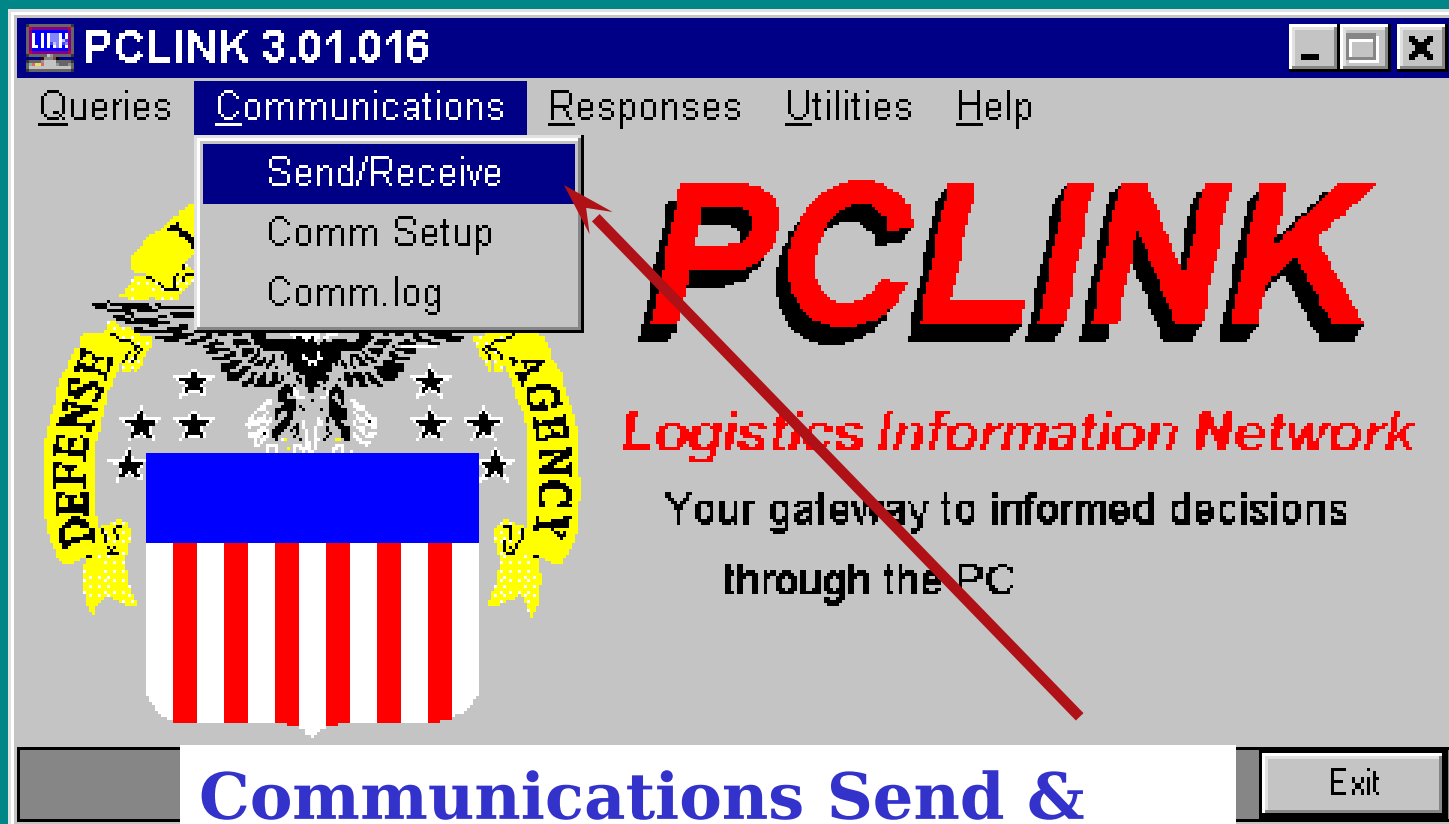 LINK PCLINK 3.01.016
Queries Communications Responses Utilities Help
Send/Receive
Comm Setup
Comm.log
PCLINK
DEFENSE AGENCY
Logistics Information Network
Your gateway to informed decisions
through the PC
Communications Send &
Exit